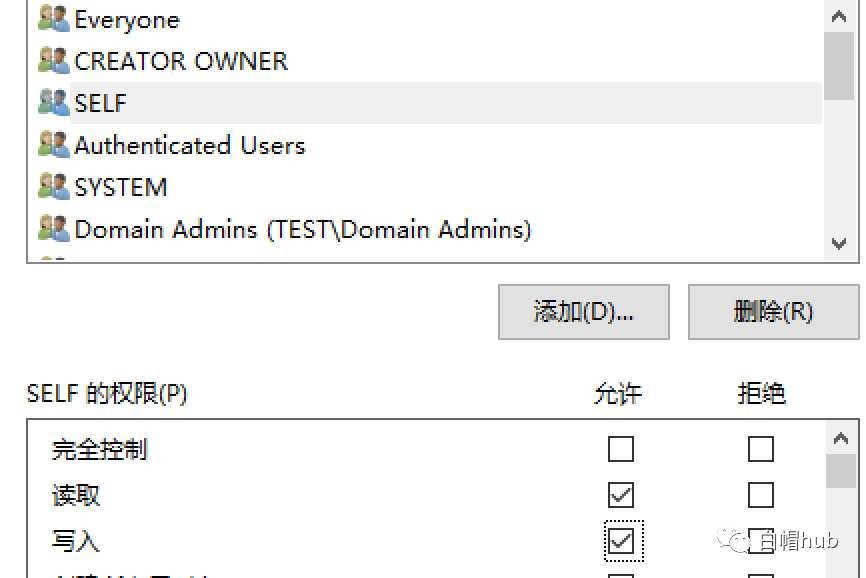 Everyone
CREATOR OWNER
SELF
Authenticated Users
SYSTEM
Domain Admins (TEST\Domain Admins)
添加(D)... 删除(R)
SELF 的权限(P) 允许 拒绝
完全控制
读取
写入
白帽hub